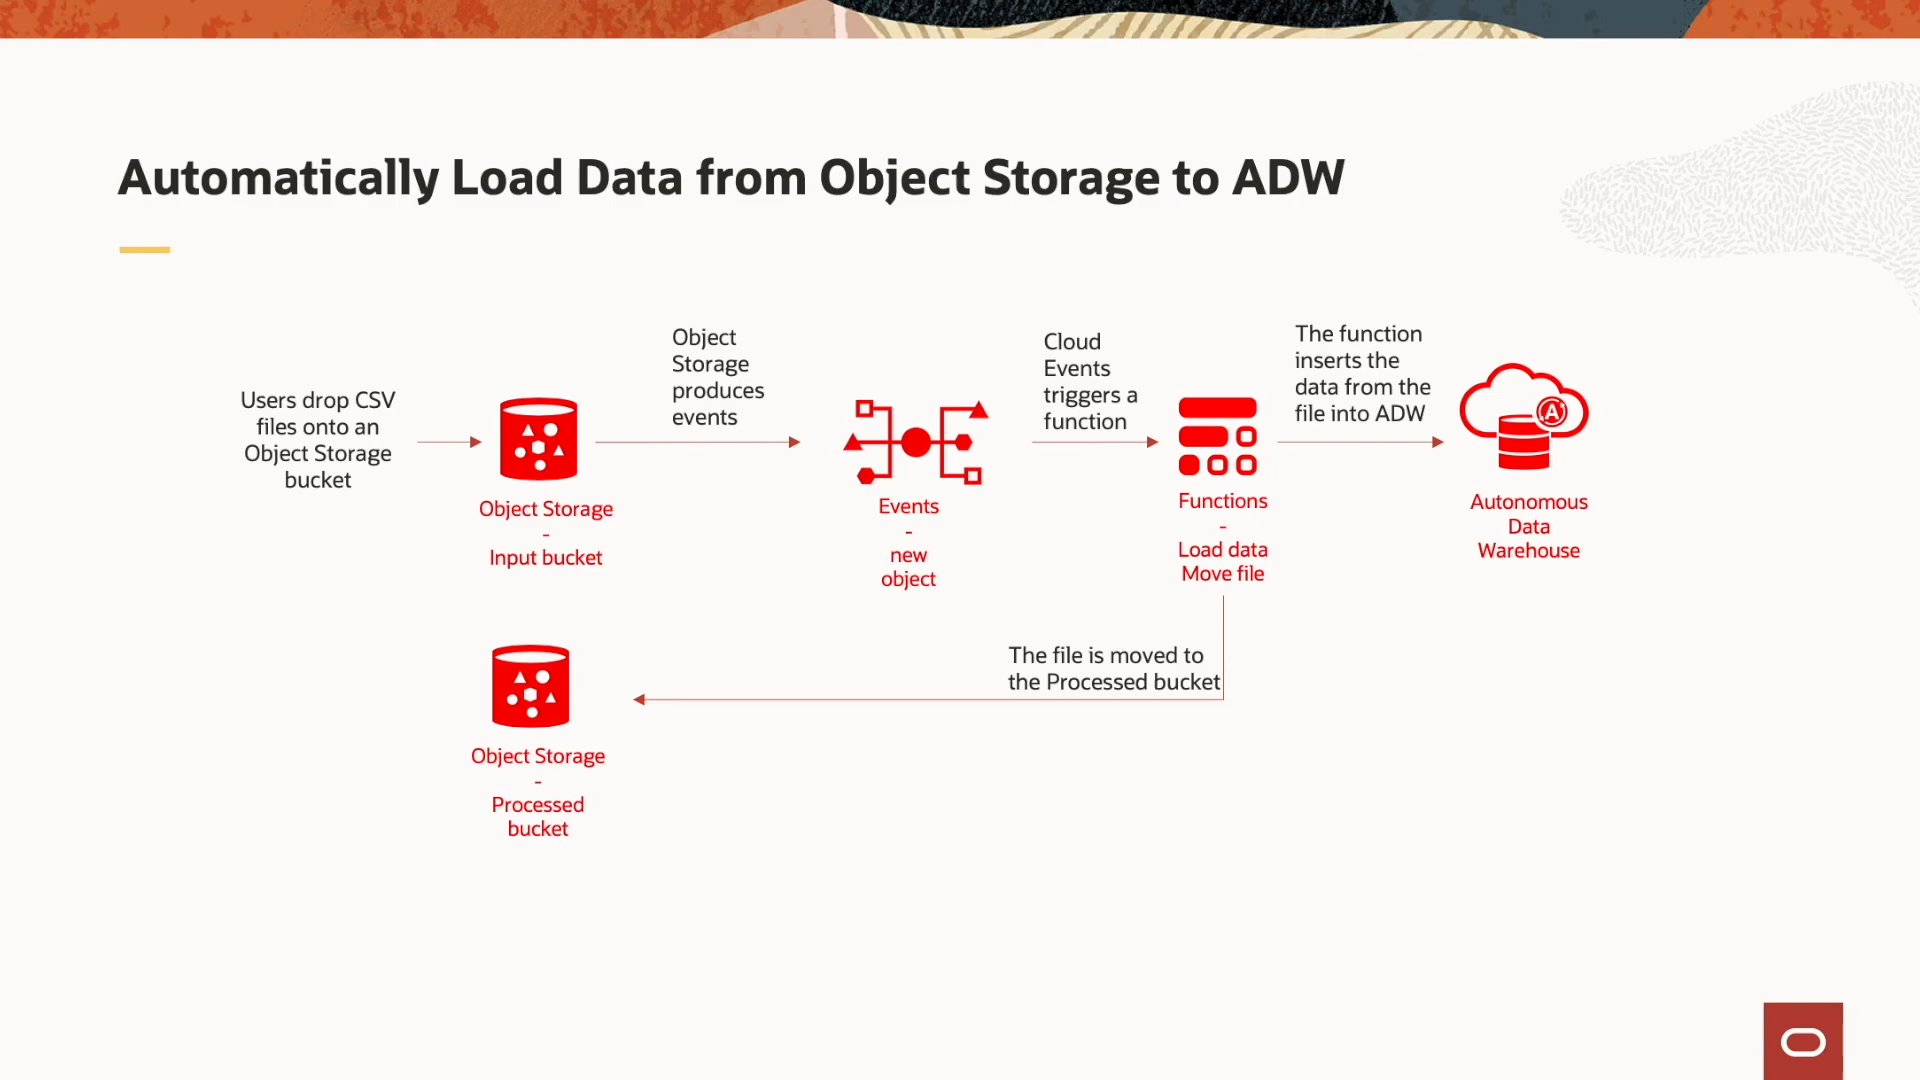 Automatically Load Data from Object Storage to ADW
Users drop CSV
files onto an
Object Storage
bucket
Object Storage
-
Input bucket
Object
Storage
produces
events
Events
-
new
object
Cloud
Events
triggers a
function
Functions
-
Load data
Move file
The function
inserts the
data from the
file into ADW
A
Autonomous
Data
Warehouse
The file is moved to
the Processed bucket
Object Storage
-
Processed
bucket